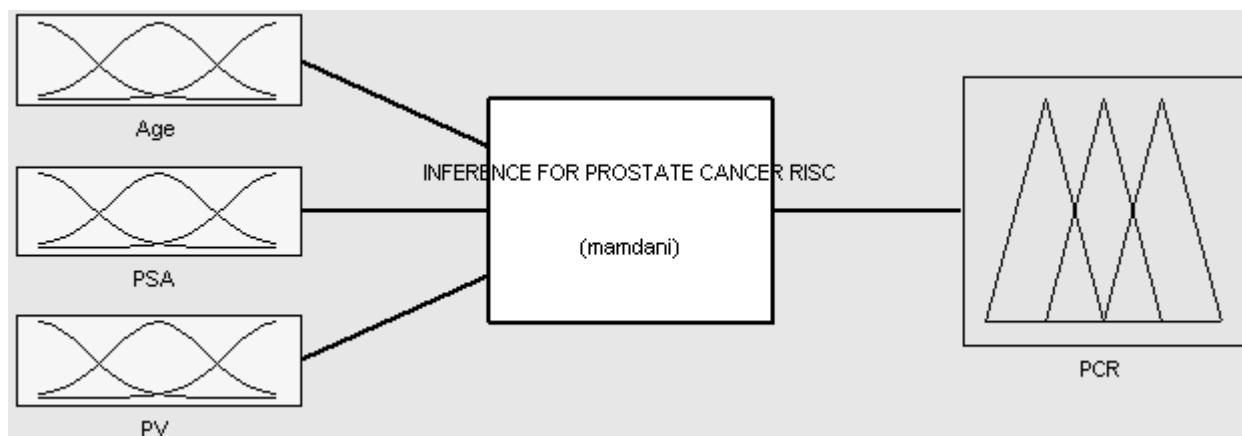 Age
INFERENCE FOR PROSTATE CANCER RISC
PSA
(mamdani)
PV
PCR